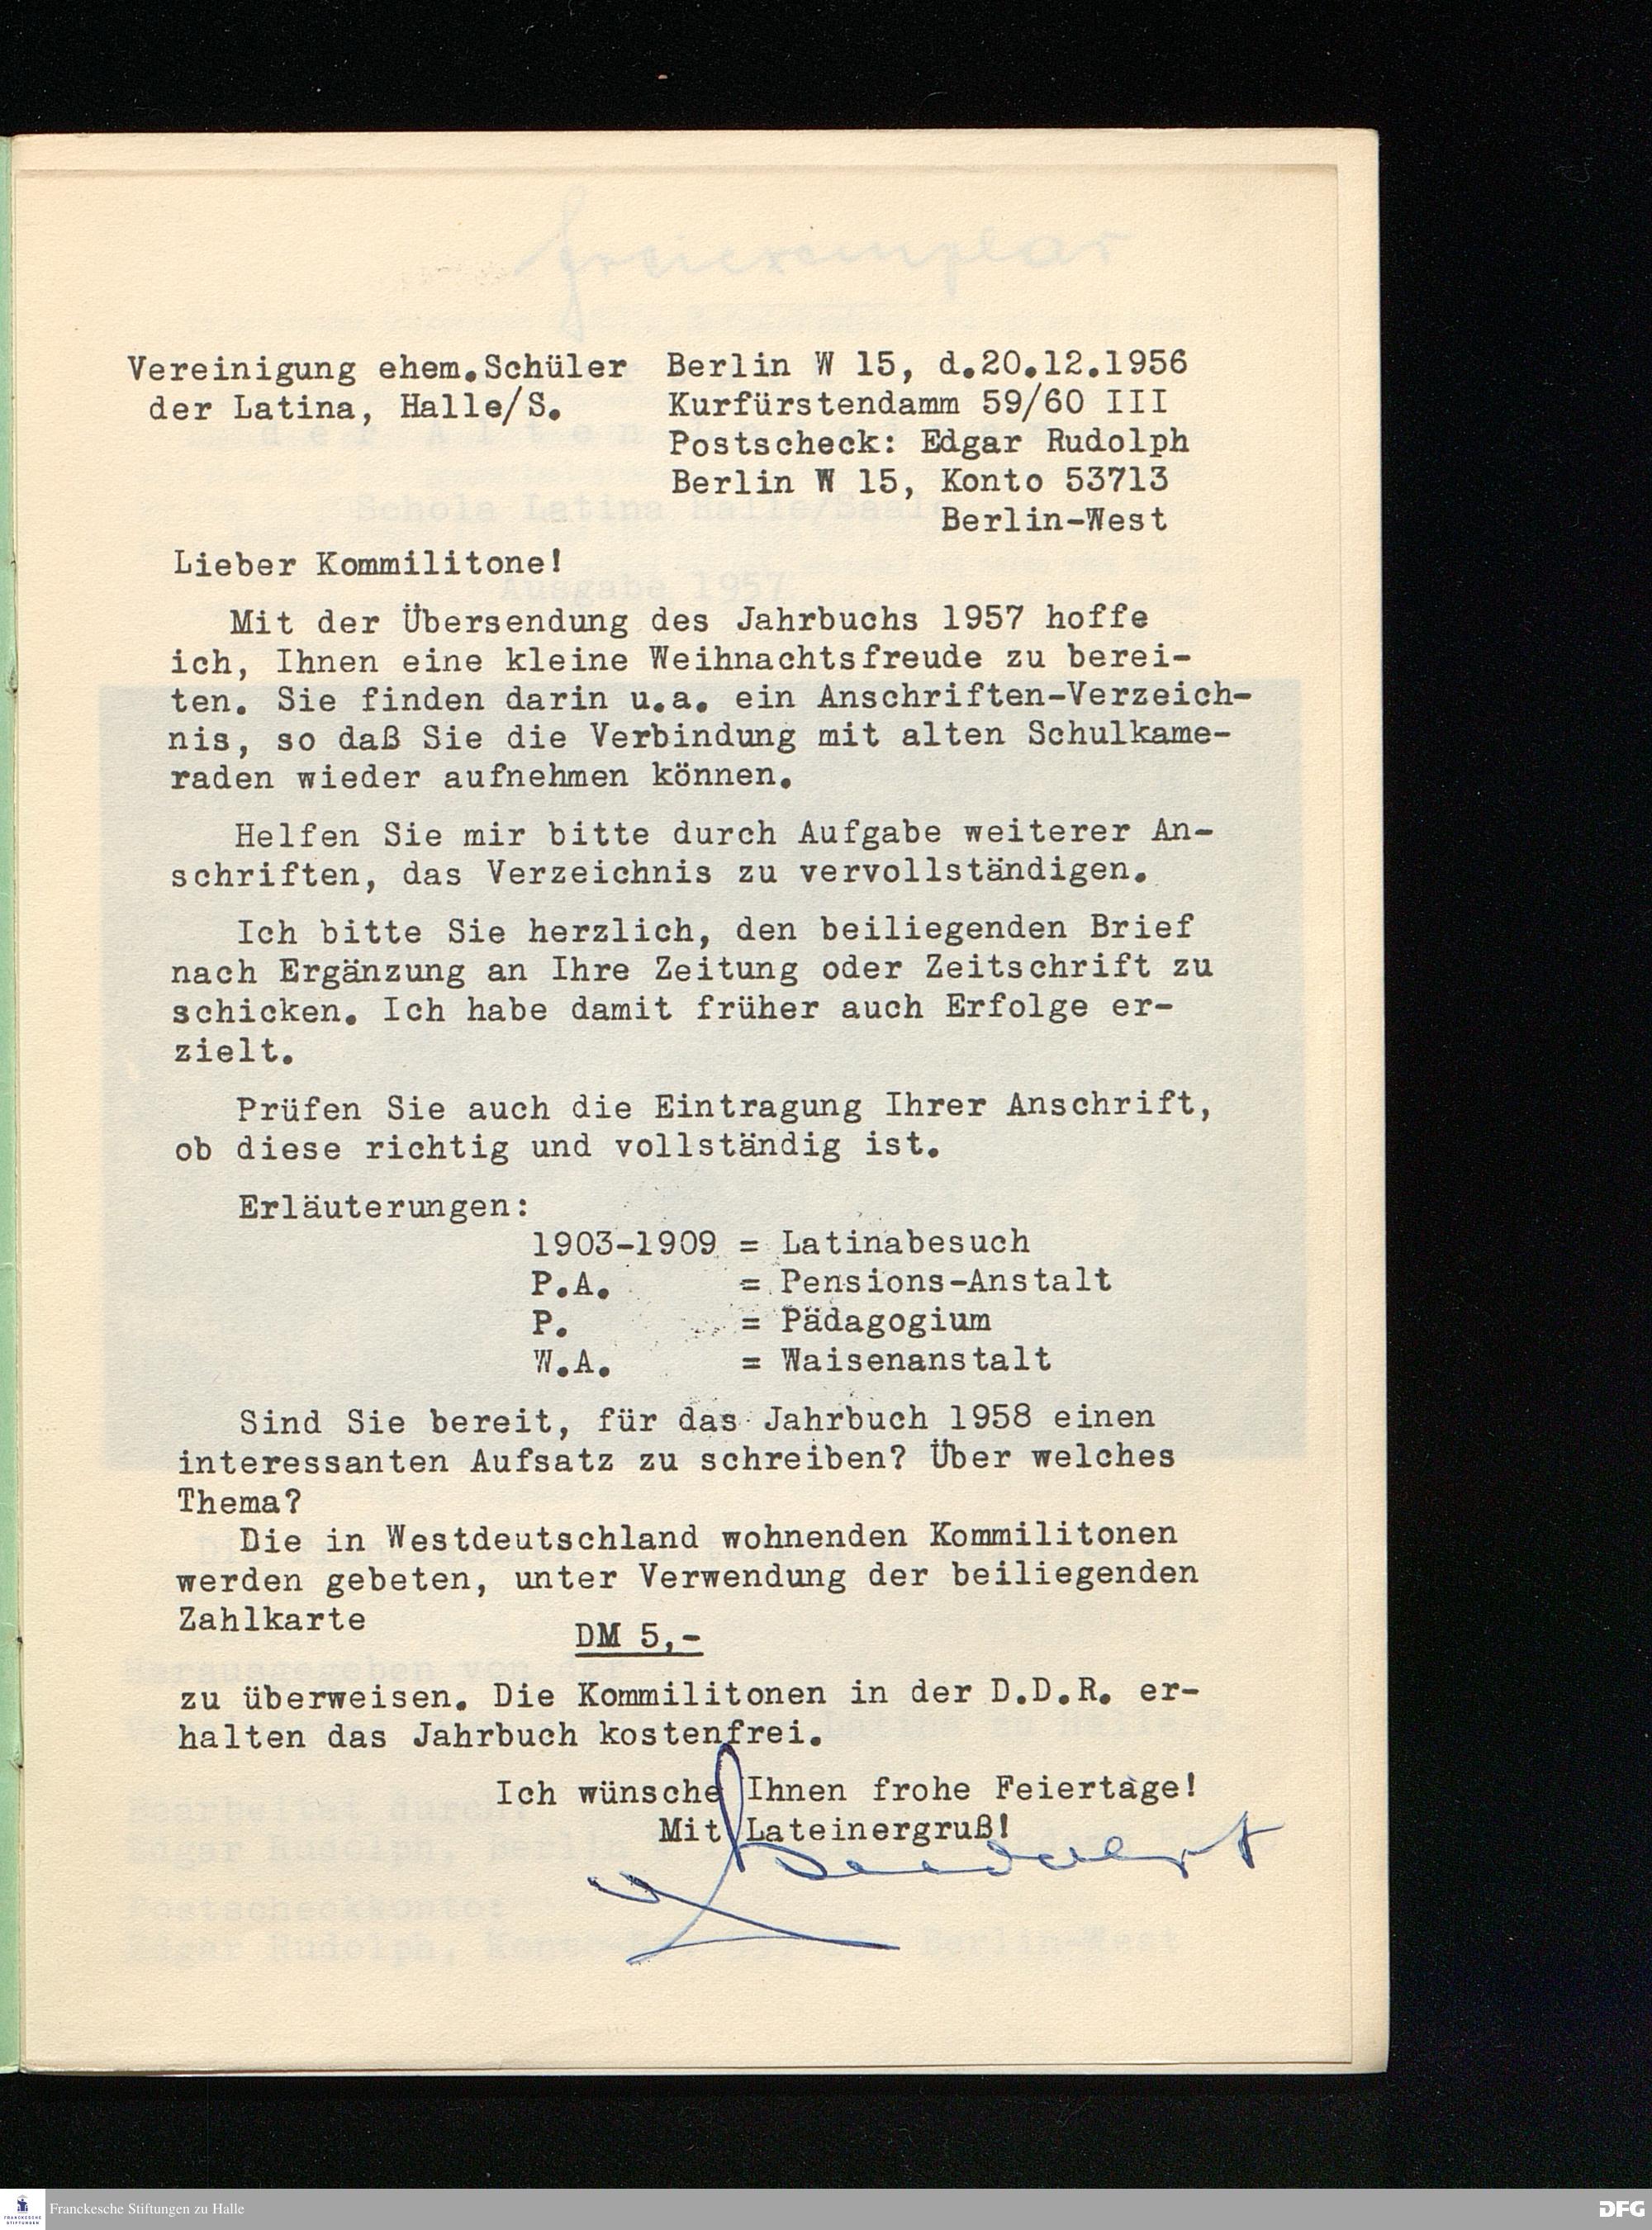 Freiexemplar
Vereinigung ehem.Schüler Berlin W 15, d.20.12.1956
der Latina, Halle/S. Kurfürstendamm 59/60 III
Postscheck: Edgar Rudolph
Berlin W 15, Konto 53713
Berlin-West
Lieber Kommilitone!
Mit der Übersendung des Jahrbuchs 1957 hoffe
ich, Ihnen eine kleine Weihnachtsfreude zu berei-
ten. Sie finden darin u.a. ein Anschriften-Verzeich-
nis, so daß Sie die Verbindung mit alten Schulkame-
raden wieder aufnehmen können.
Helfen Sie mir bitte durch Aufgabe weiterer An-
schriften, das Verzeichnis zu vervollständigen.
Ich bitte Sie herzlich, den beiliegenden Brief
nach Ergänzung an Ihre Zeitung oder Zeitschrift zu
schicken. Ich habe damit früher auch Erfolge er-
zielt.
Prüfen Sie auch die Eintragung Ihrer Anschrift,
ob diese richtig und vollständig ist.
Erläuterungen:
1903-1909 = Latinabesuch
P.A. = Pensions-Anstalt
P. = Pädagogium
W.A. = Waisenanstalt
Sind Sie bereit, für das Jahrbuch 1958 einen
interessanten Aufsatz zu schreiben? Über welches
Thema?
Die in Westdeutschland wohnenden Kommilitonen
werden gebeten, unter Verwendung der beiliegenden
Zahlkarte
DM 5,-
zu überweisen. Die Kommilitonen in der D.D.R. er-
halten das Jahrbuch kostenfrei.
Ich wünsche Ihnen frohe Feiertage!
Mit Lateinergruß!
Franckesche Stiftungen zu Halle
FRANCKESCHE
STIFTUNGEN
DFG